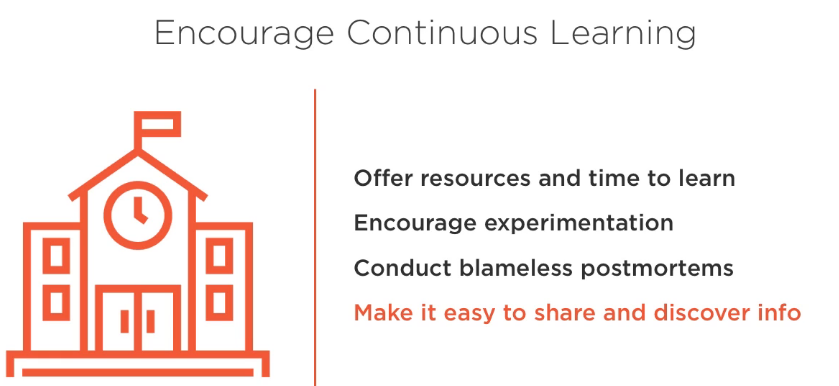 Encourage Continuous Learning
Offer resources and time to learn
Encourage experimentation
Conduct blameless postmortems
Make it easy to share and discover info